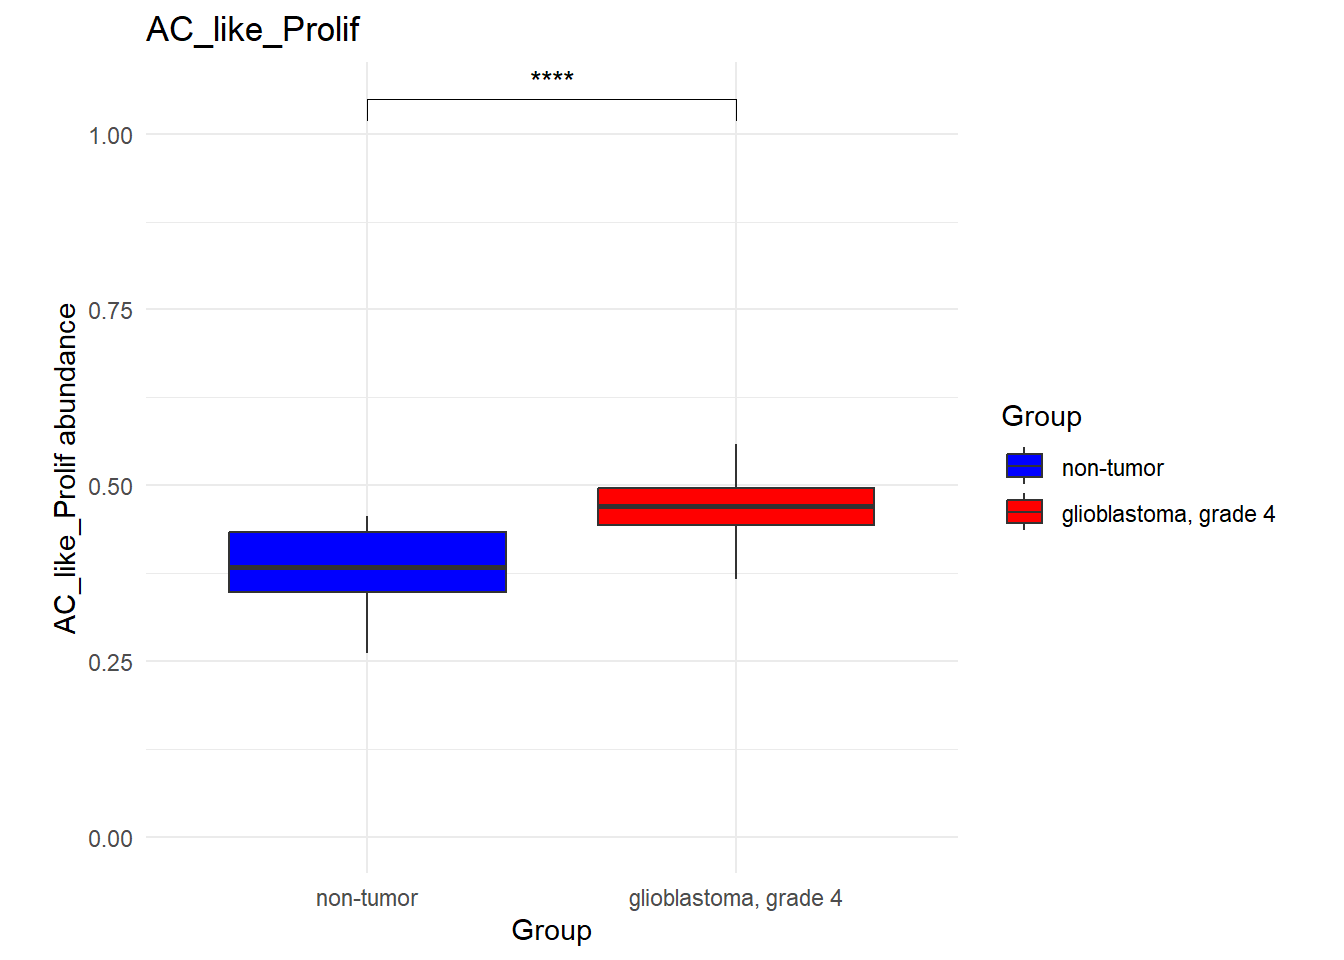 AC_like_Prolif
****
1.00
0.75
0.50
0.25
0.00
AC_like_Prolif abundance
non-tumor
glioblastoma, grade 4
Group
Group
non-tumor
glioblastoma, grade 4